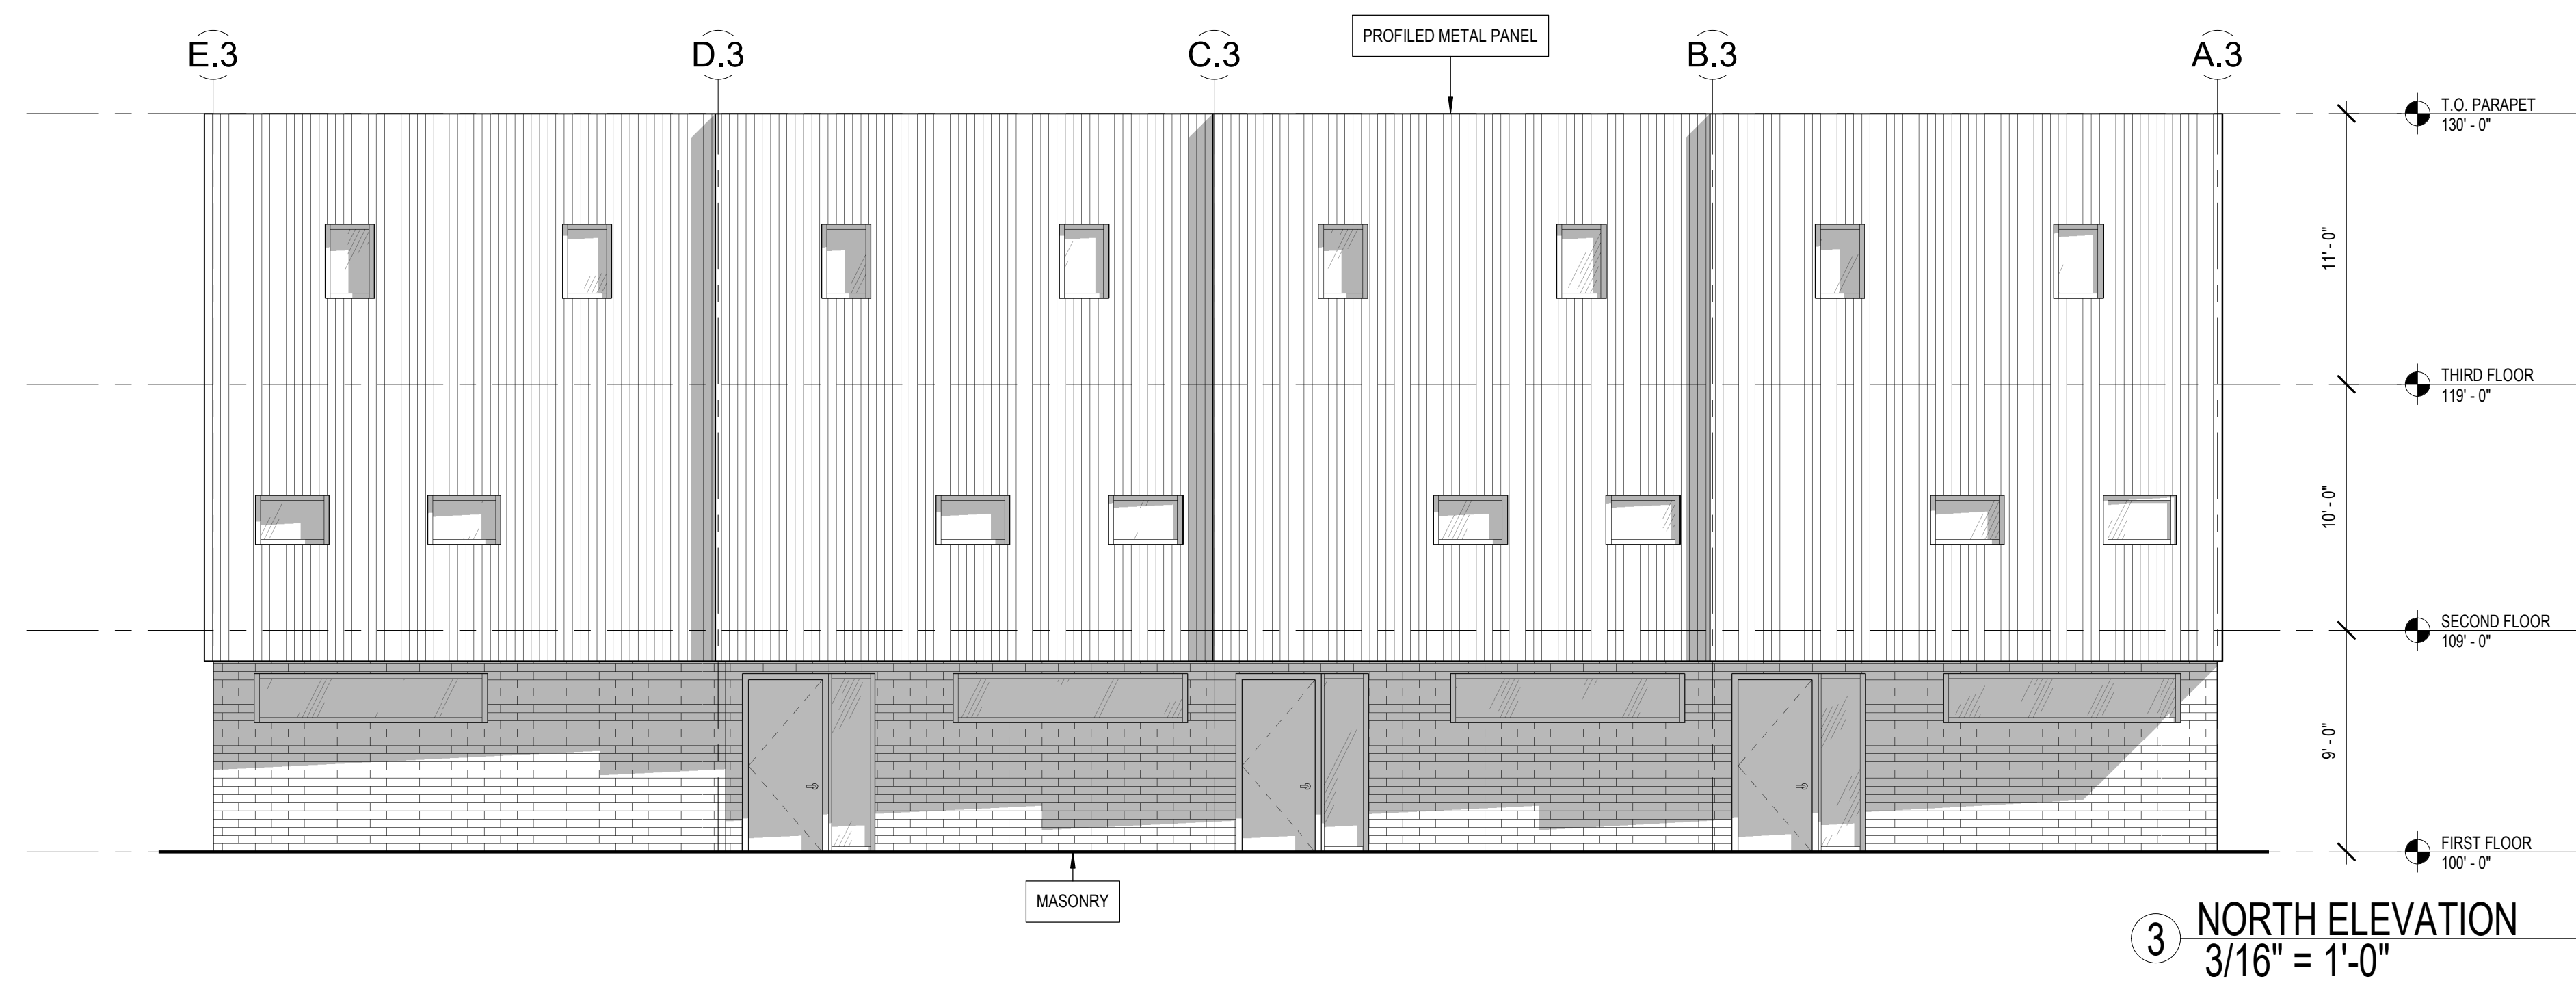 PROFILED METAL PANEL
E.3
D.3
C.3
B.3
A.3
T.O. PARAPET
130' - 0"
11' - 0"
THIRD FLOOR
119' - 0"
10' - 0"
SECOND FLOOR
109' - 0"
9' - 0"
FIRST FLOOR
100' - 0"
MASONRY
3
NORTH ELEVATION
3/16" = 1'-0"